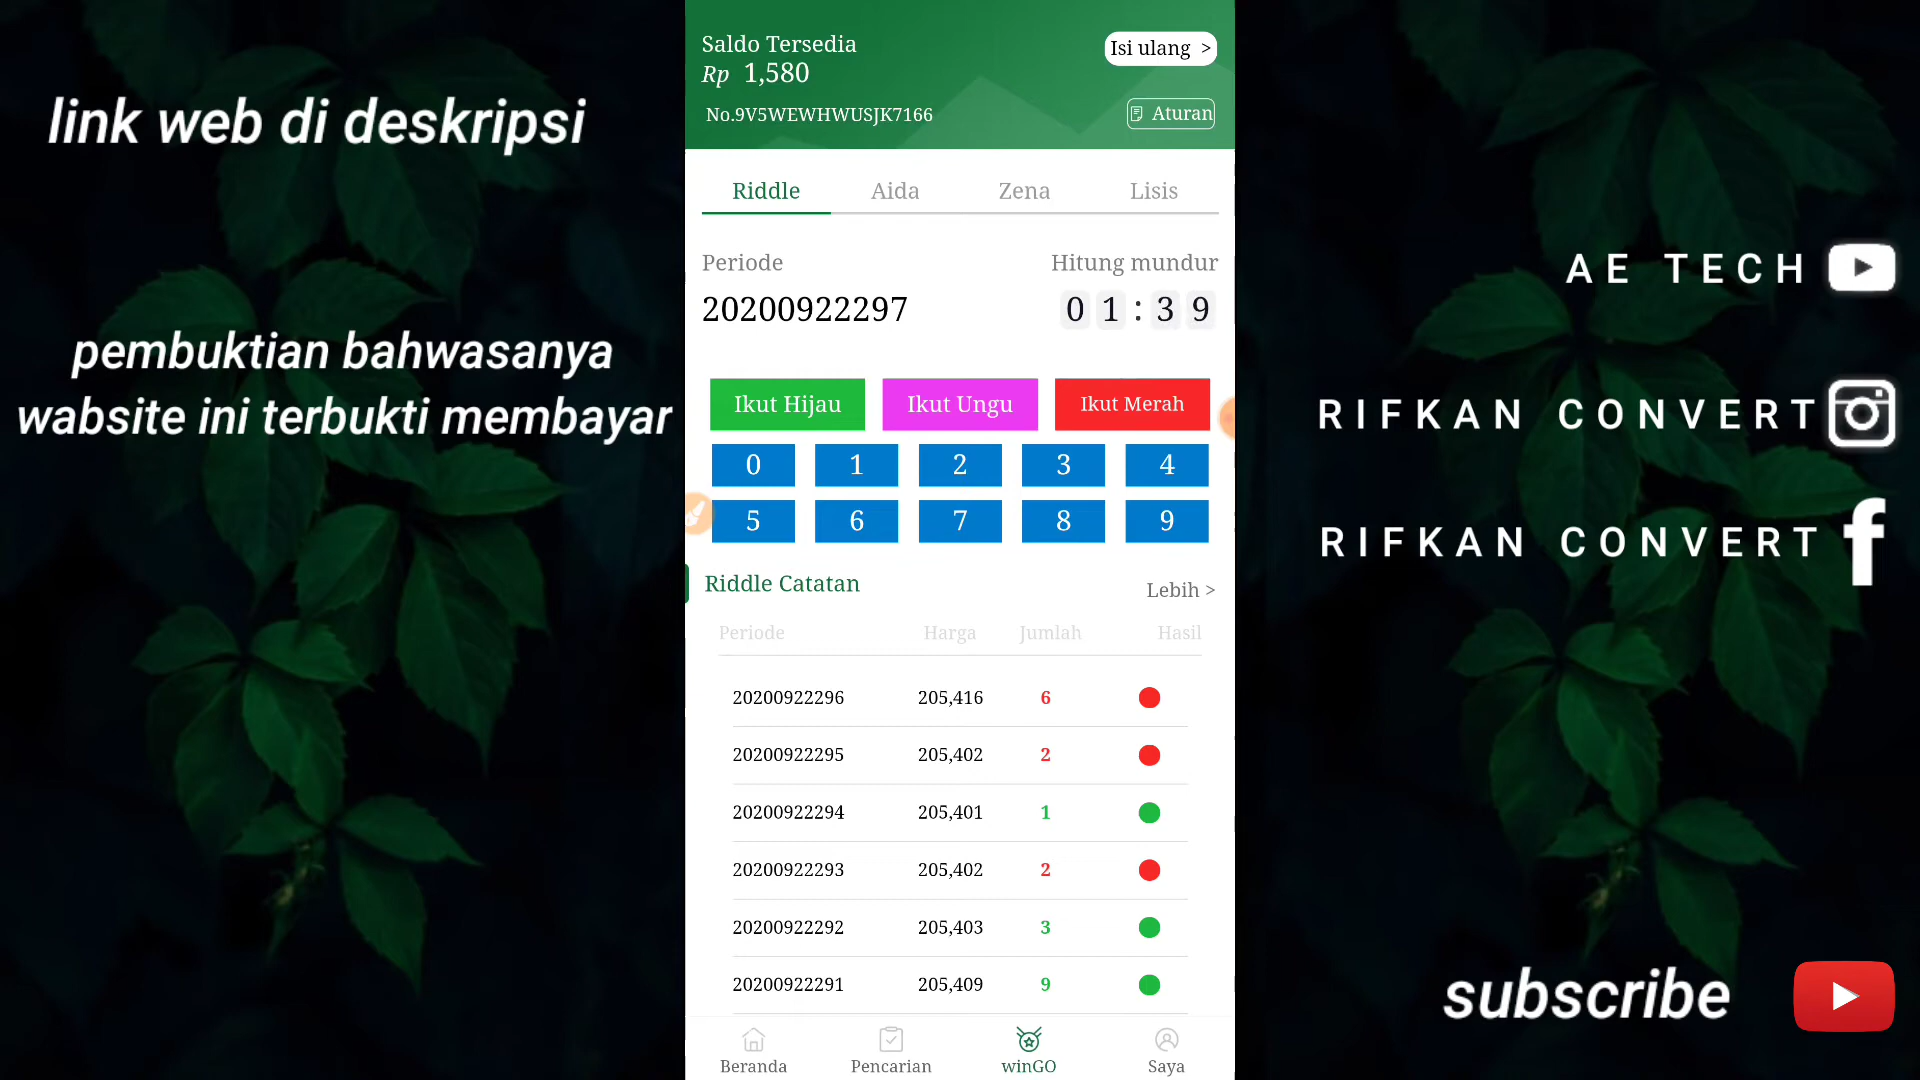 link web di deskripsi
pembuktian bahwasanya
wabsite ini terbukti membayar
Saldo Tersedia
Rp 1,580
Isi ulang >
No.9V5WEWHWUSJK7166
Aturan
Riddle Aida Zena Lisis
Periode Hitung mundur
20200922297 01:39
Ikut Hijau Ikut Ungu Ikut Merah
0 1 2 3 4
5 6 7 8 9
Riddle Catatan Lebih >
Periode Harga Jumlah Hasil
20200922296 205,416 6
20200922295 205,402 2
20200922294 205,401 1
20200922293 205,402 2
20200922292 205,403 3
20200922291 205,409 9
Beranda Pencarian winGO Saya
AE TECH
RIFKAN CONVERT
RIFKAN CONVERT
subscribe